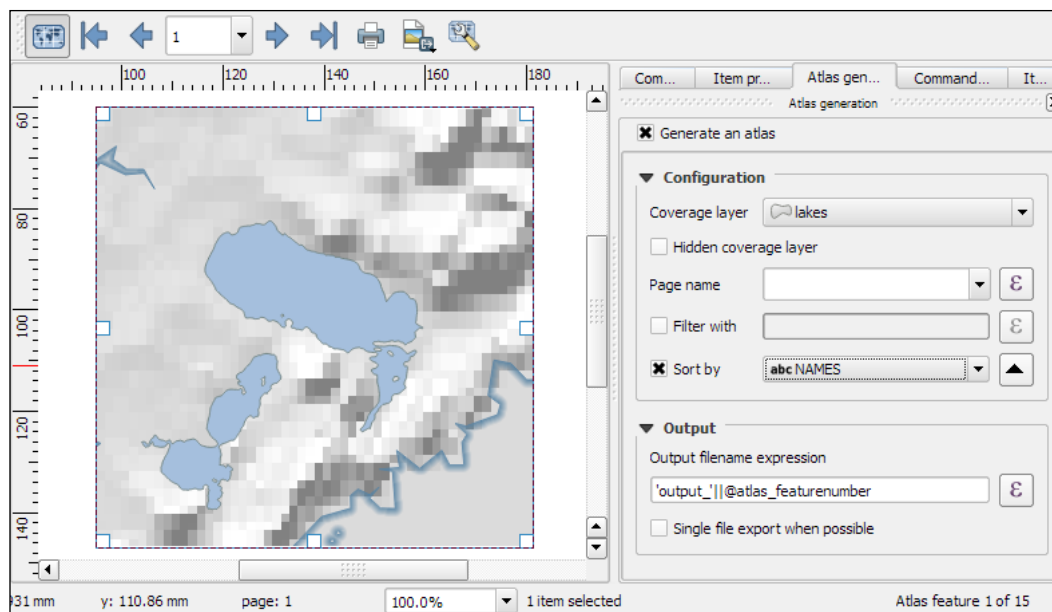 1
100 120 140 160 180
60
80
100
120
140
Com... Item pr... Atlas gen... Command... It...
Atlas generation
Generate an atlas
Configuration
Coverage layer lakes
Hidden coverage layer
Page name ε
Filter with ε
Sort by abc NAMES
Output
Output filename expression
'output_'||@atlas_featurenumber ε
Single file export when possible
931 mm y: 110.86 mm page: 1 100.0% 1 item selected Atlas feature 1 of 15